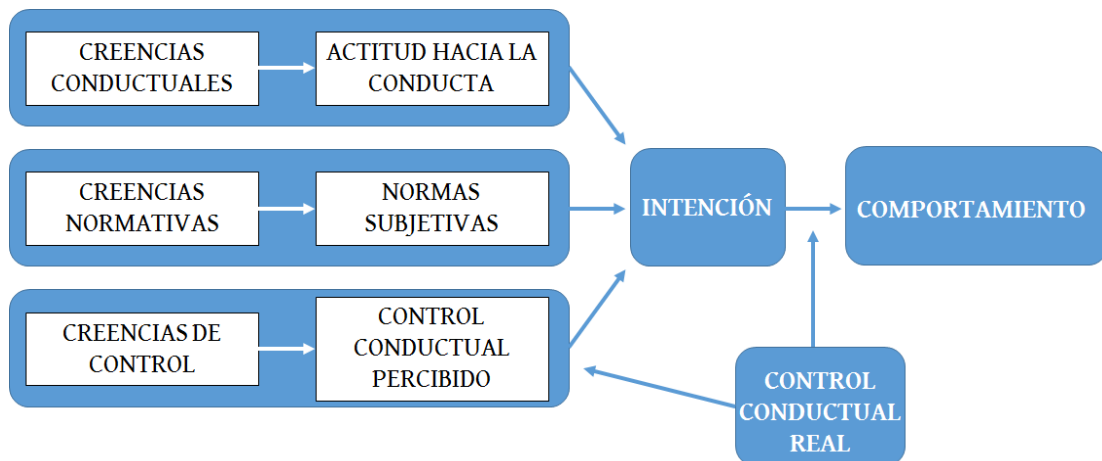 CREENCIAS
CONDUCTUALES
ACTITUD HACIA LA
CONDUCTA
CREENCIAS
NORMATIVAS
NORMAS
SUBJETIVAS
INTENCIÓN
COMPORTAMIENTO
CREENCIAS DE
CONTROL
CONTROL
CONDUCTUAL
PERCIBIDO
CONTROL
CONDUCTUAL
REAL